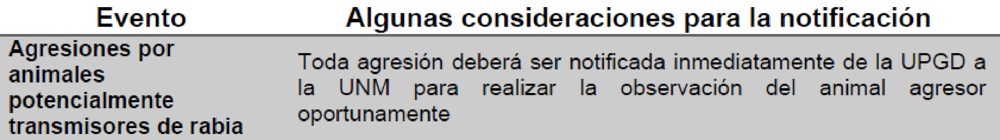 Evento
Algunas consideraciones para la notificación
Agresiones por
animales
potencialmente
transmisores de rabia
Toda agresión deberá ser notificada inmediatamente de la UPGD a
la UNM para realizar la observación del animal agresor
oportunamente